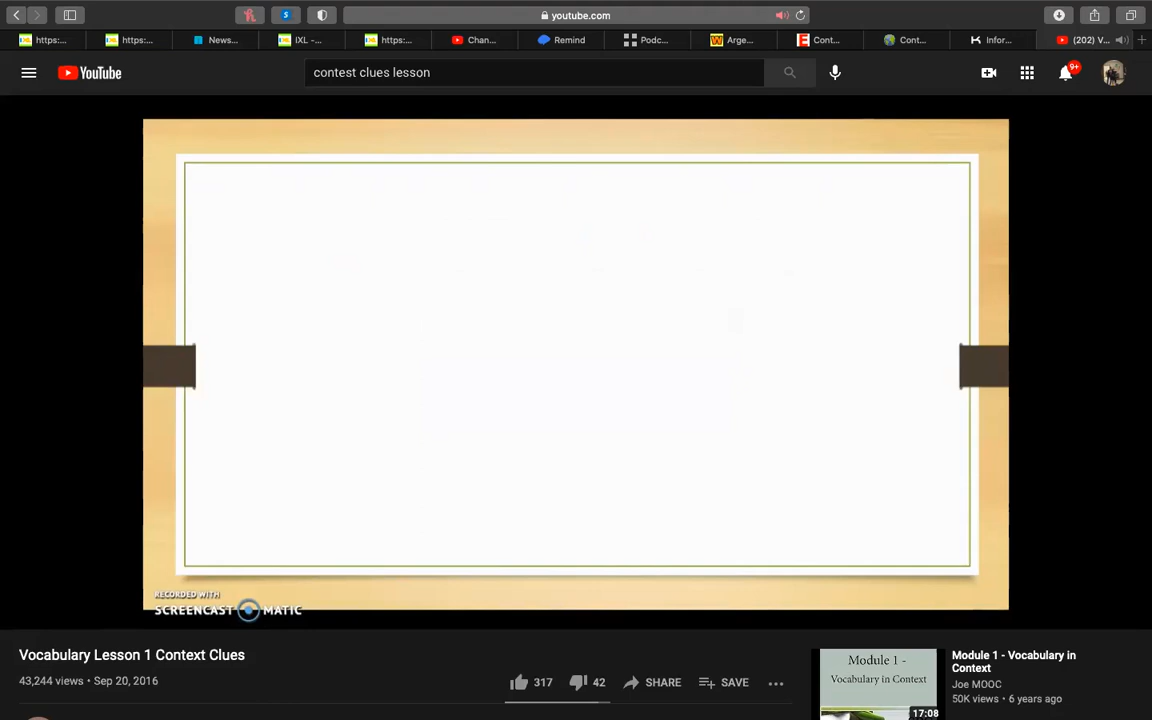 youtube.com
https:...
https:...
News...
IXL -...
https:...
Chan...
Remind
Podc...
Arge...
Cont...
Cont...
Infor...
(202) V...
YouTube
contest clues lesson
9+
RECORDED WITH
SCREENCAST MATIC
Vocabulary Lesson 1 Context Clues
43,244 views • Sep 20, 2016
317
42
SHARE
SAVE
Module 1 -
Vocabulary in Context
17:08
Module 1 - Vocabulary in
Context
Joe MOOC
50K views • 6 years ago